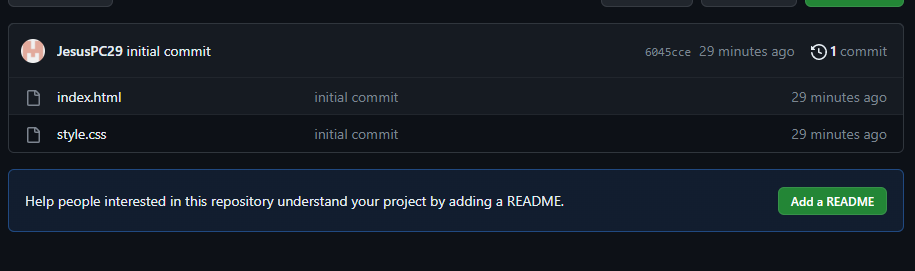 JesusPC29 initial commit 6045cce 29 minutes ago 1 commit
index.html initial commit 29 minutes ago
style.css initial commit 29 minutes ago
Help people interested in this repository understand your project by adding a README. Add a README